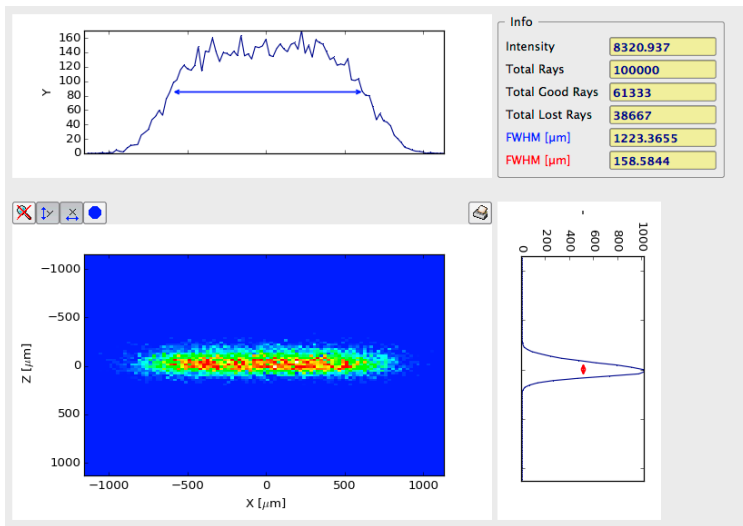 Info
Intensity 8320.937
Total Rays 100000
Total Good Rays 61333
Total Lost Rays 38667
FWHM [µm] 1223.3655
FWHM [µm] 158.5844
160
140
120
100
80
60
40
20
0
Y
Y
X
-
0 200 400 600 800 1000
−1000
−500
0
500
1000
Z [μm]
−1000 −500 0 500 1000
X [μm]